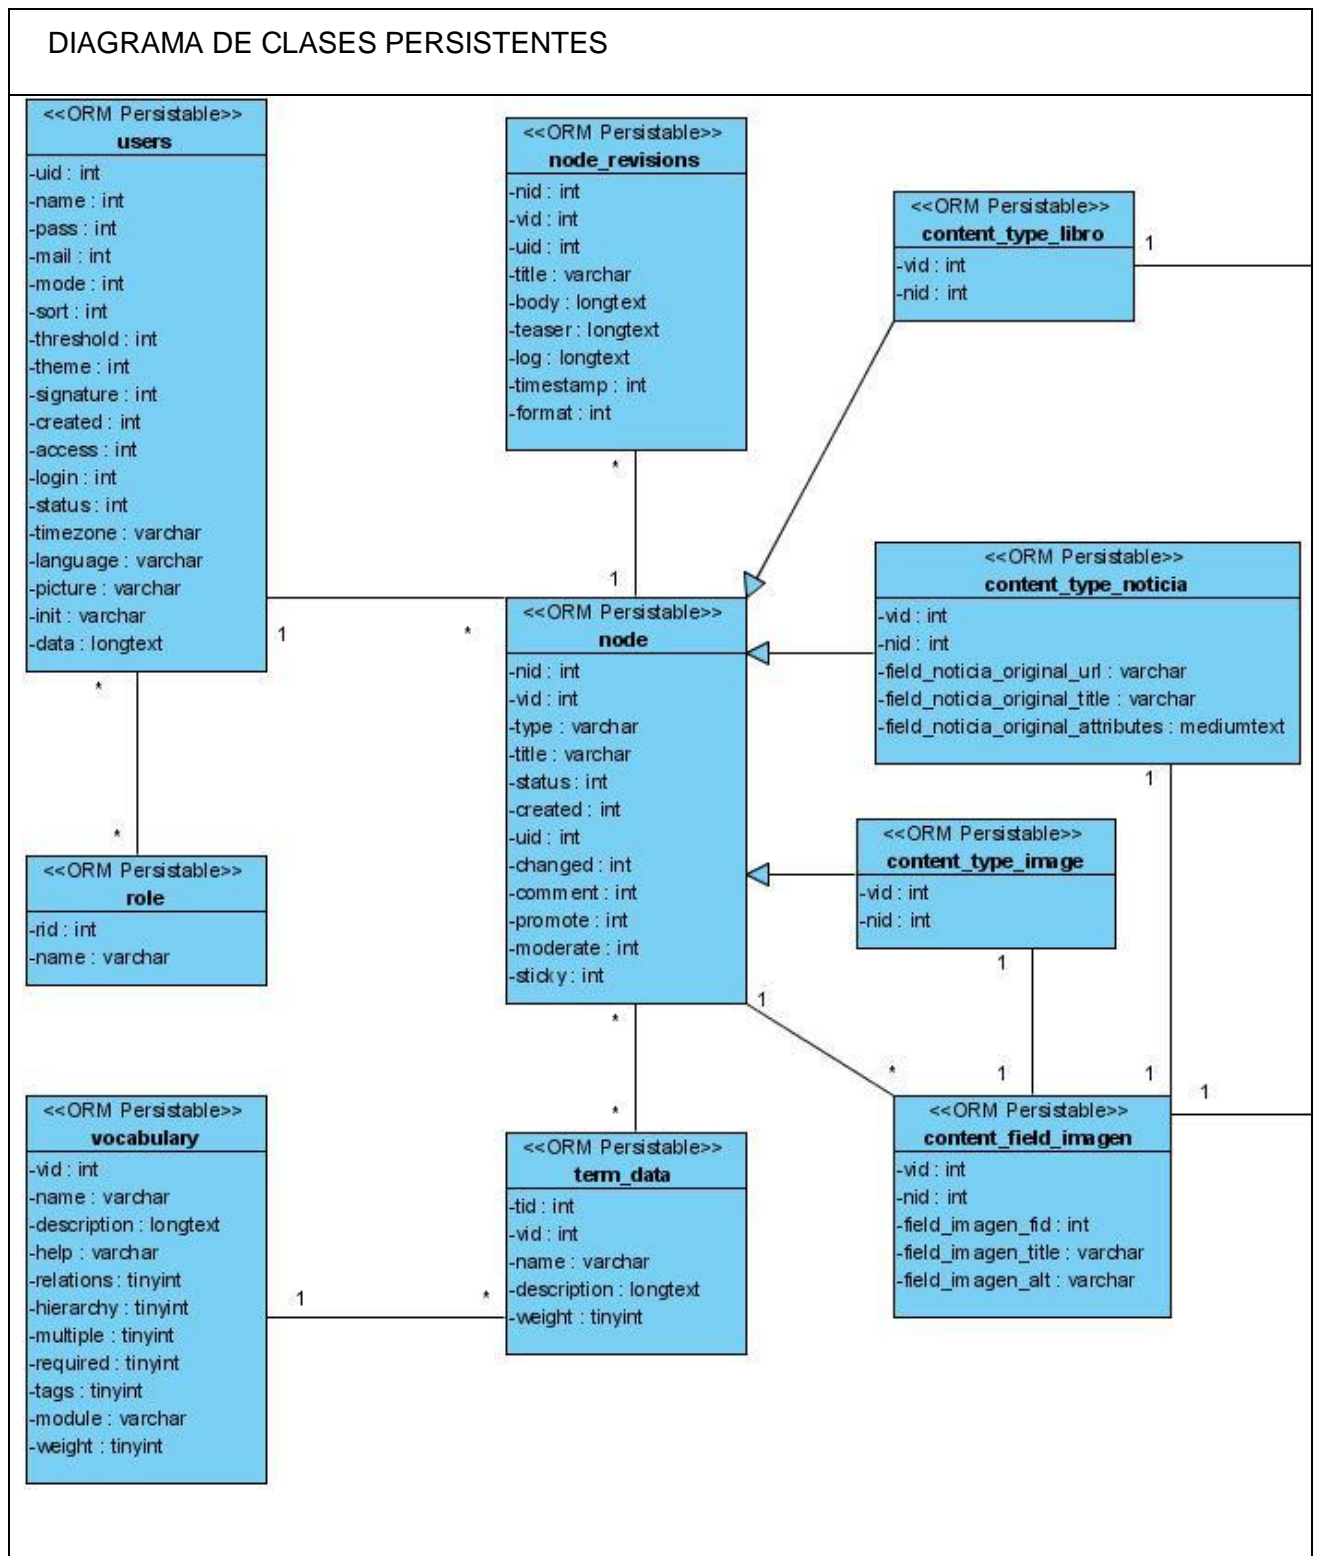 DIAGRAMA DE CLASES PERSISTENTES
<<ORM Persistable>>
users
-uid : int
-name : int
-pass : int
-mail : int
-mode : int
-sort : int
-threshold : int
-theme : int
-signature : int
-created : int
-access : int
-login : int
-status : int
-timezone : varchar
-language : varchar
-picture : varchar
-init : varchar
-data : longtext
1
*
*
*
<<ORM Persistable>>
role
-rid : int
-name : varchar
<<ORM Persistable>>
vocabulary
-vid : int
-name : varchar
-description : longtext
-help : varchar
-relations : tinyint
-hierarchy : tinyint
-multiple : tinyint
-required : tinyint
-tags : tinyint
-module : varchar
-weight : tinyint
1
*
<<ORM Persistable>>
node_revisions
-nid : int
-vid : int
-uid : int
-title : varchar
-body : longtext
-teaser : longtext
-log : longtext
-timestamp : int
-format : int
*
1
<<ORM Persistable>>
node
-nid : int
-vid : int
-type : varchar
-title : varchar
-status : int
-created : int
-uid : int
-changed : int
-comment : int
-promote : int
-moderate : int
-sticky : int
*
1
*
*
<<ORM Persistable>>
term_data
-tid : int
-vid : int
-name : varchar
-description : longtext
-weight : tinyint
<<ORM Persistable>>
content_type_libro
-vid : int
-nid : int
1
<<ORM Persistable>>
content_type_noticia
-vid : int
-nid : int
-field_noticia_original_url : varchar
-field_noticia_original_title : varchar
-field_noticia_original_attributes : mediumtext
1
<<ORM Persistable>>
content_type_image
-vid : int
-nid : int
1
1
1
1
<<ORM Persistable>>
content_field_imagen
-vid : int
-nid : int
-field_imagen_fid : int
-field_imagen_title : varchar
-field_imagen_alt : varchar